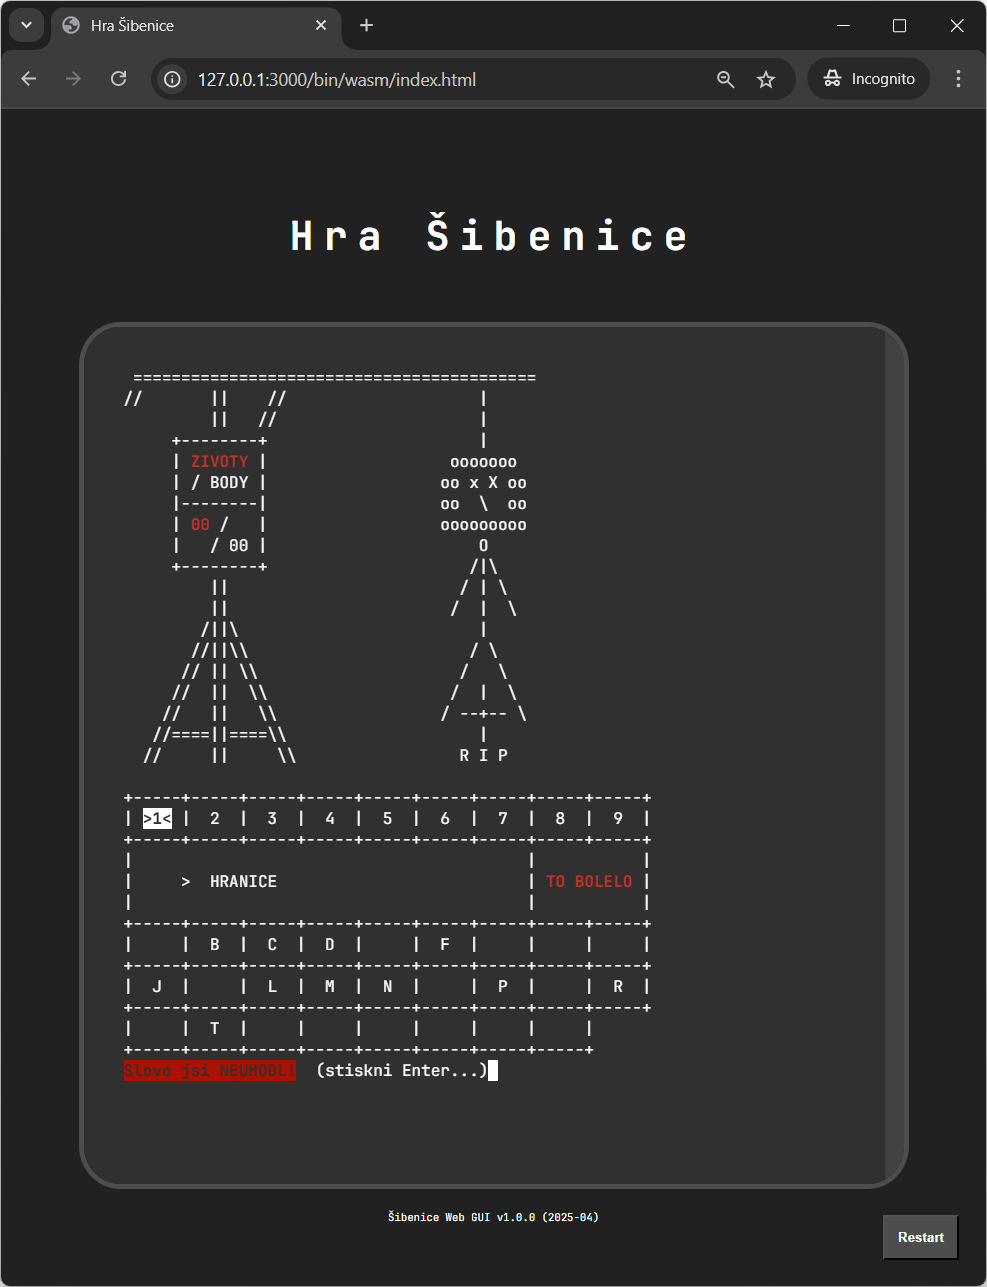 Hra Šibenice
127.0.0.1:3000/bin/wasm/index.html
Incognito
Hra Šibenice
==========================================
//       ||    //                    |
         ||   //                     |
     +--------+                      |
     | ZIVOTY |                   ooooooo
     | / BODY |                  oo x X oo
     |--------|                  oo  \  oo
     | 00 /   |                  ooooooooo
     |   / 00 |                      O
     +--------+                     /|\
         ||                        / | \
         ||                       /  |  \
        /||\                         |
       //||\\                       / \
      // || \\                     /   \
     //  ||  \\                   /  |  \
    //   ||   \\                 / --+-- \
   //====||====\\                    |
  //     ||     \\                 R I P
+-----+-----+-----+-----+-----+-----+-----+-----+-----+
| >1< |  2  |  3  |  4  |  5  |  6  |  7  |  8  |  9  |
+-----+-----+-----+-----+-----+-----+-----+-----+-----+
|                                         |           |
|     >  HRANICE                          | TO BOLELO |
|                                         |           |
+-----+-----+-----+-----+-----+-----+-----+-----+-----+
|     |  B  |  C  |  D  |     |  F  |     |     |     |
+-----+-----+-----+-----+-----+-----+-----+-----+-----+
|  J  |     |  L  |  M  |  N  |     |  P  |     |  R  |
+-----+-----+-----+-----+-----+-----+-----+-----+-----+
|     |  T  |     |     |     |     |     |     |
+-----+-----+-----+-----+-----+-----+-----+-----+
Slovo jsi NEUHODL!  (stiskni Enter...)
Šibenice Web GUI v1.0.0 (2025-04)
Restart